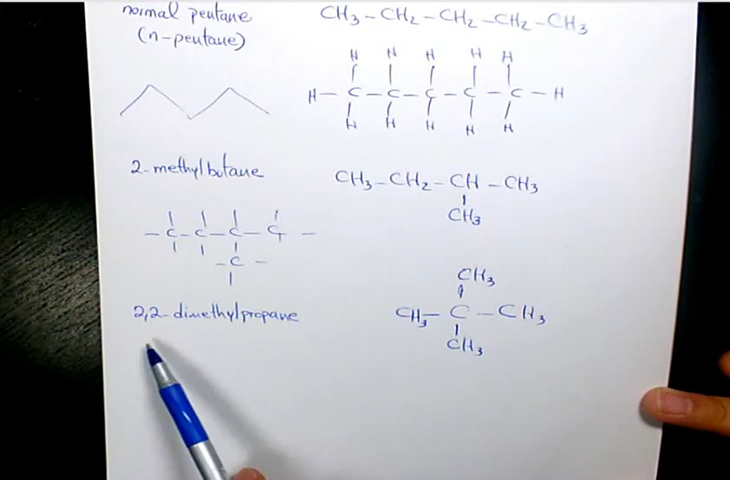 normal pentane
(n-pentane)
CH3-CH2-CH2-CH2-CH3
H H H H H
H-C-C-C-C-C-H
H H H H H
2-methylbutane
CH3-CH2-CH-CH3
CH3
-C-C-C-C-
-C-
2,2-dimethylpropane
CH3
CH3-C-CH3
CH3